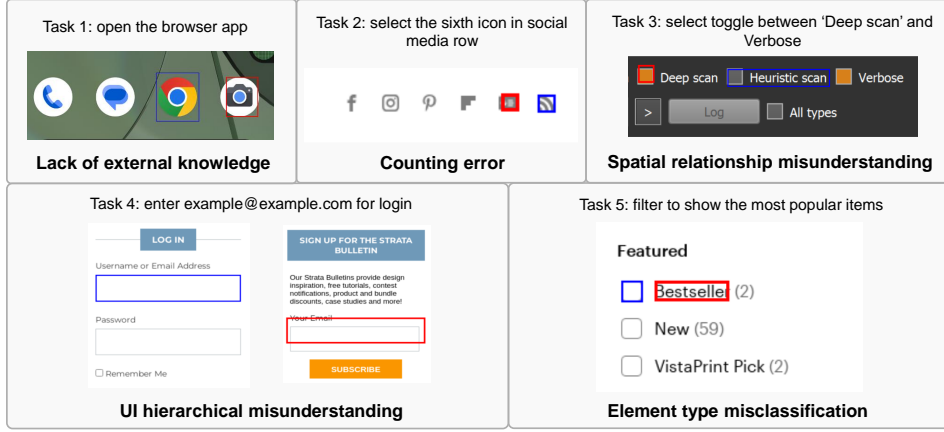 Task 1: open the browser app
Lack of external knowledge
Task 2: select the sixth icon in social
media row
Counting error
Task 3: select toggle between ‘Deep scan’ and
Verbose
Deep scan Heuristic scan Verbose
> Log All types
Spatial relationship misunderstanding
Task 4: enter example@example.com for login
LOG IN
Username or Email Address
Password
Remember Me
SIGN UP FOR THE STRATA
BULLETIN
Our Strata Bulletins provide design
inspiration, free tutorials, contest
notifications, product and bundle
discounts, case studies and more!
Your Email
SUBSCRIBE
UI hierarchical misunderstanding
Task 5: filter to show the most popular items
Featured
Bestseller (2)
New (59)
VistaPrint Pick (2)
Element type misclassification